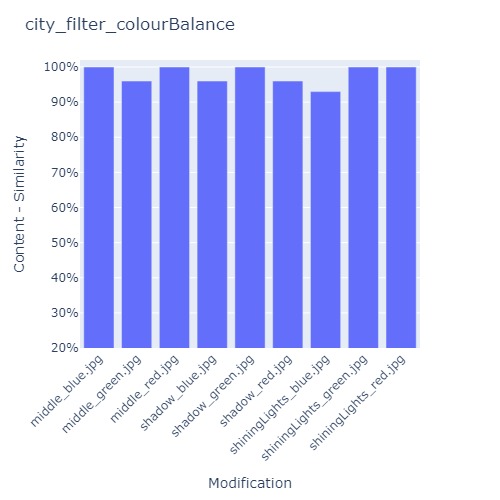 city_filter_colourBalance
Content - Similarity
100%
90%
80%
70%
60%
50%
40%
30%
20%
middle_blue.jpg
middle_green.jpg
middle_red.jpg
shadow_blue.jpg
shadow_green.jpg
shadow_red.jpg
shiningLights_blue.jpg
shiningLights_green.jpg
shiningLights_red.jpg
Modification